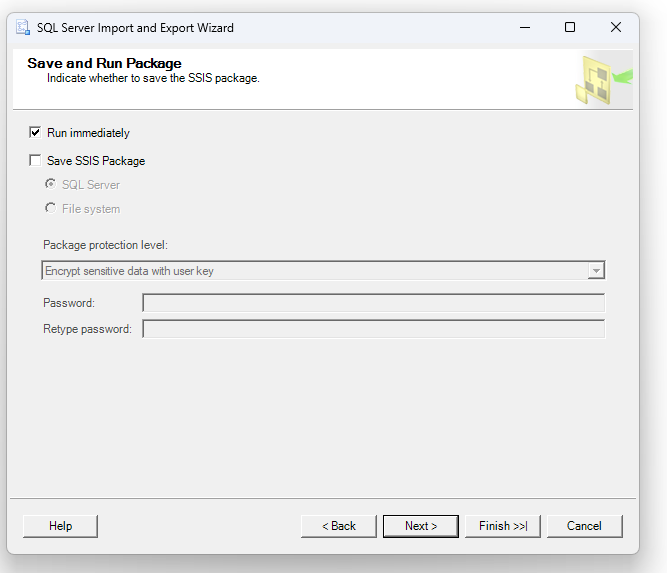 SQL Server Import and Export Wizard
Save and Run Package
Indicate whether to save the SSIS package.
Run immediately
Save SSIS Package
SQL Server
File system
Package protection level:
Encrypt sensitive data with user key
Password:
Retype password:
Help
< Back
Next >
Finish >>|
Cancel